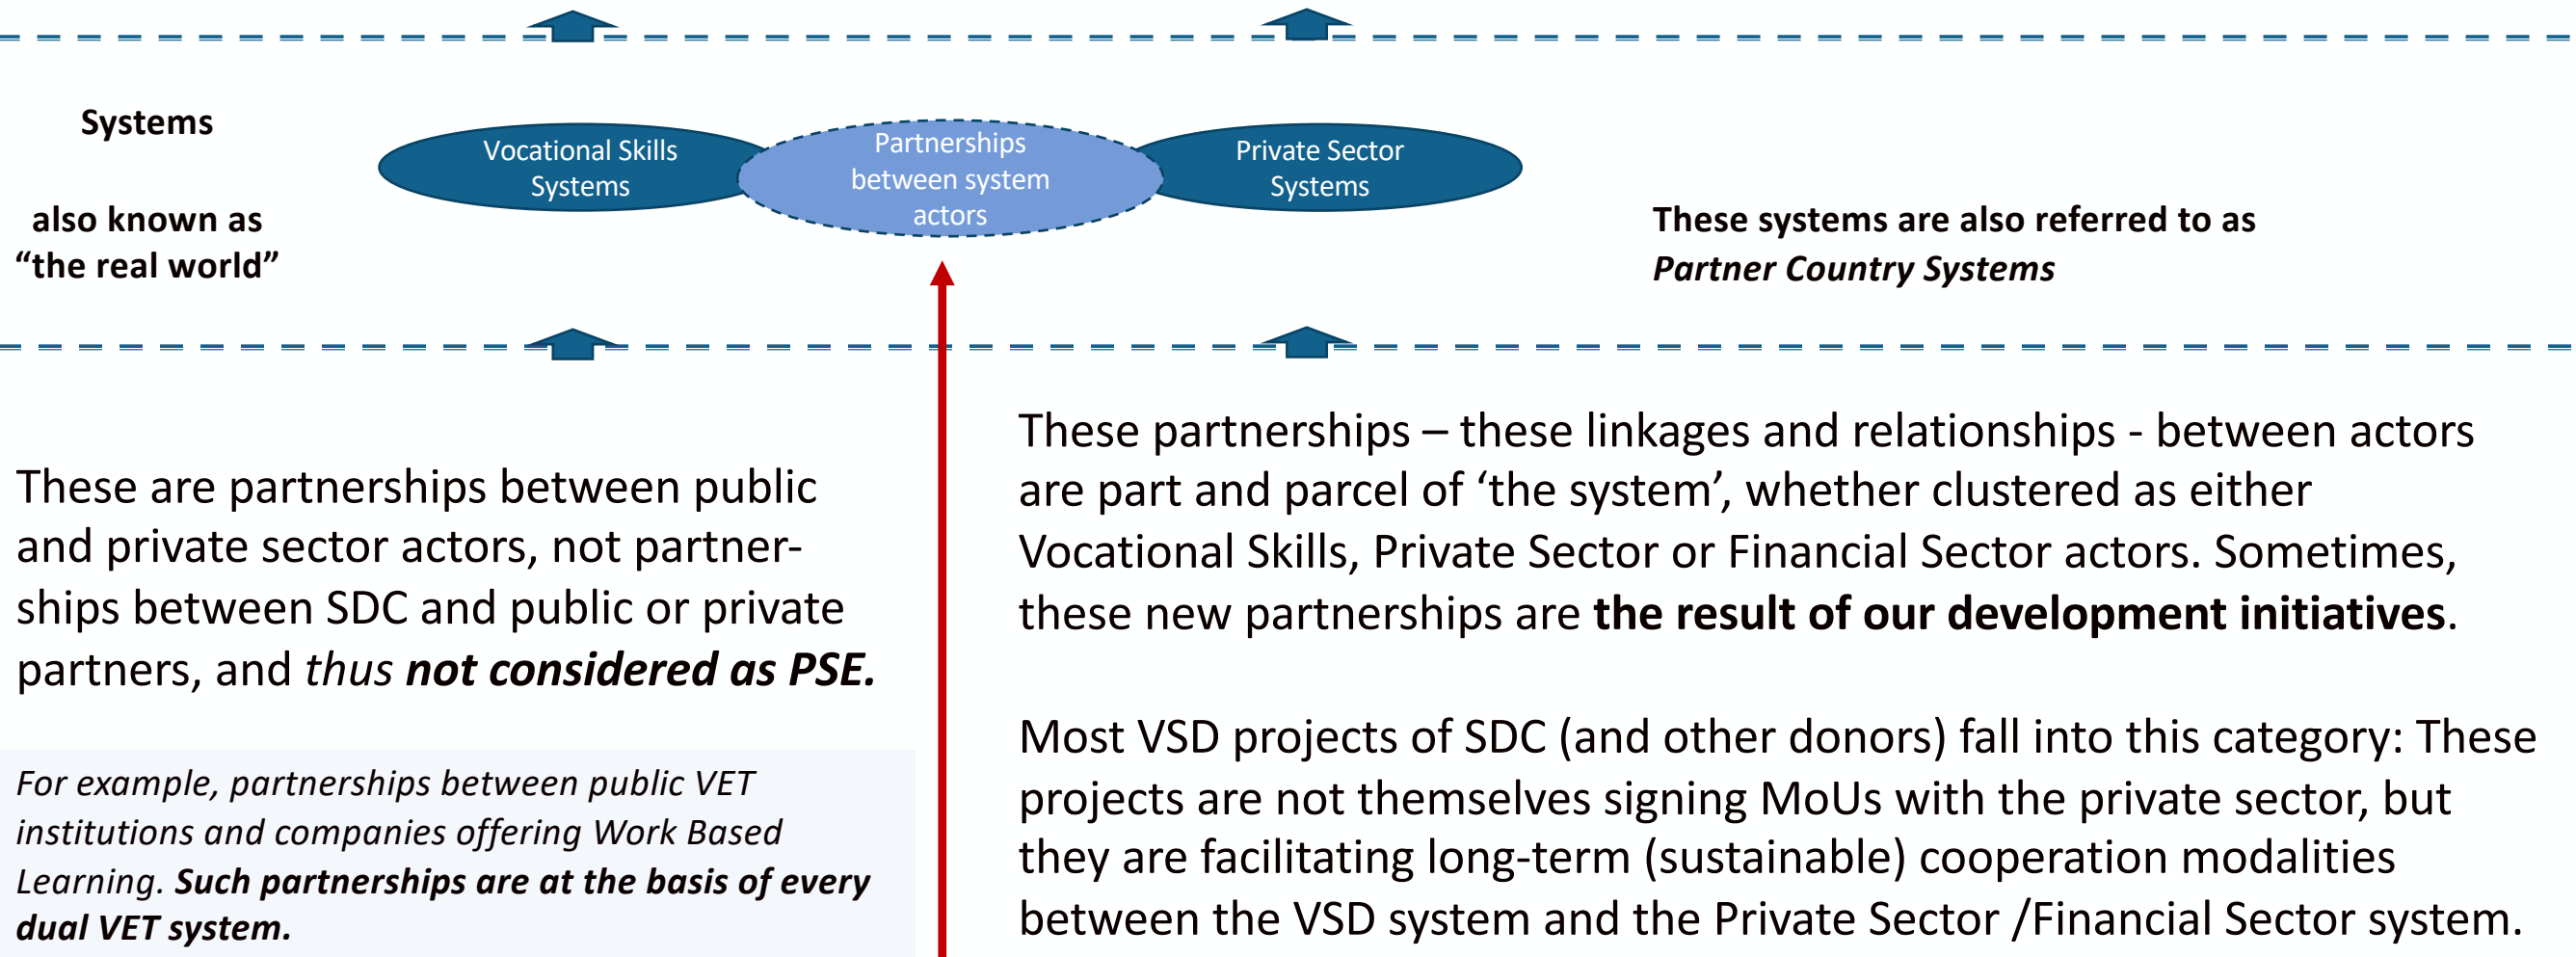 Systems
also known as
“the real world”
Vocational Skills
Systems
Partnerships
between system
actors
Private Sector
Systems
These systems are also referred to as
Partner Country Systems
These are partnerships between public
and private sector actors, not partner-
ships between SDC and public or private
partners, and thus not considered as PSE.
For example, partnerships between public VET
institutions and companies offering Work Based
Learning. Such partnerships are at the basis of every
dual VET system.
These partnerships – these linkages and relationships - between actors
are part and parcel of ‘the system’, whether clustered as either
Vocational Skills, Private Sector or Financial Sector actors. Sometimes,
these new partnerships are the result of our development initiatives.
Most VSD projects of SDC (and other donors) fall into this category: These
projects are not themselves signing MoUs with the private sector, but
they are facilitating long-term (sustainable) cooperation modalities
between the VSD system and the Private Sector /Financial Sector system.